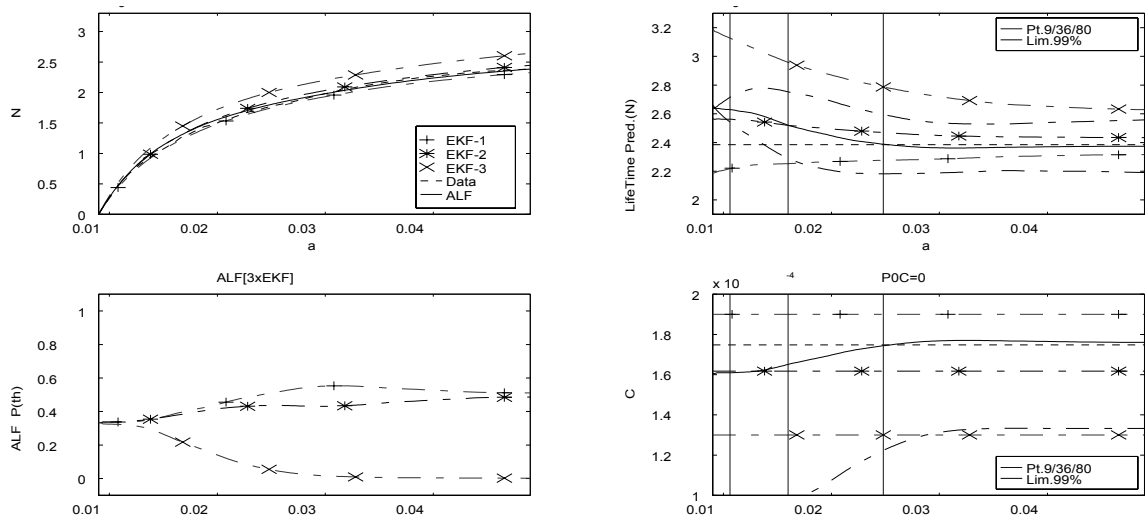 3
2.5
2
1.5
1
0.5
0
N
0.01
0.02
0.03
0.04
a
EKF-1
EKF-2
EKF-3
Data
ALF
3.2
3
2.8
2.6
2.4
2.2
2
LifeTime Pred.(N)
0.01
0.02
0.03
0.04
a
Pt.9/36/80
Lim.99%
ALF[3xEKF]
1
0.8
0.6
0.4
0.2
0
ALF P(th)
0.01
0.02
0.03
0.04
x 10
-4
P0C=0
2
1.8
1.6
1.4
1.2
1
C
0.01
0.02
0.03
0.04
Pt.9/36/80
Lim.99%